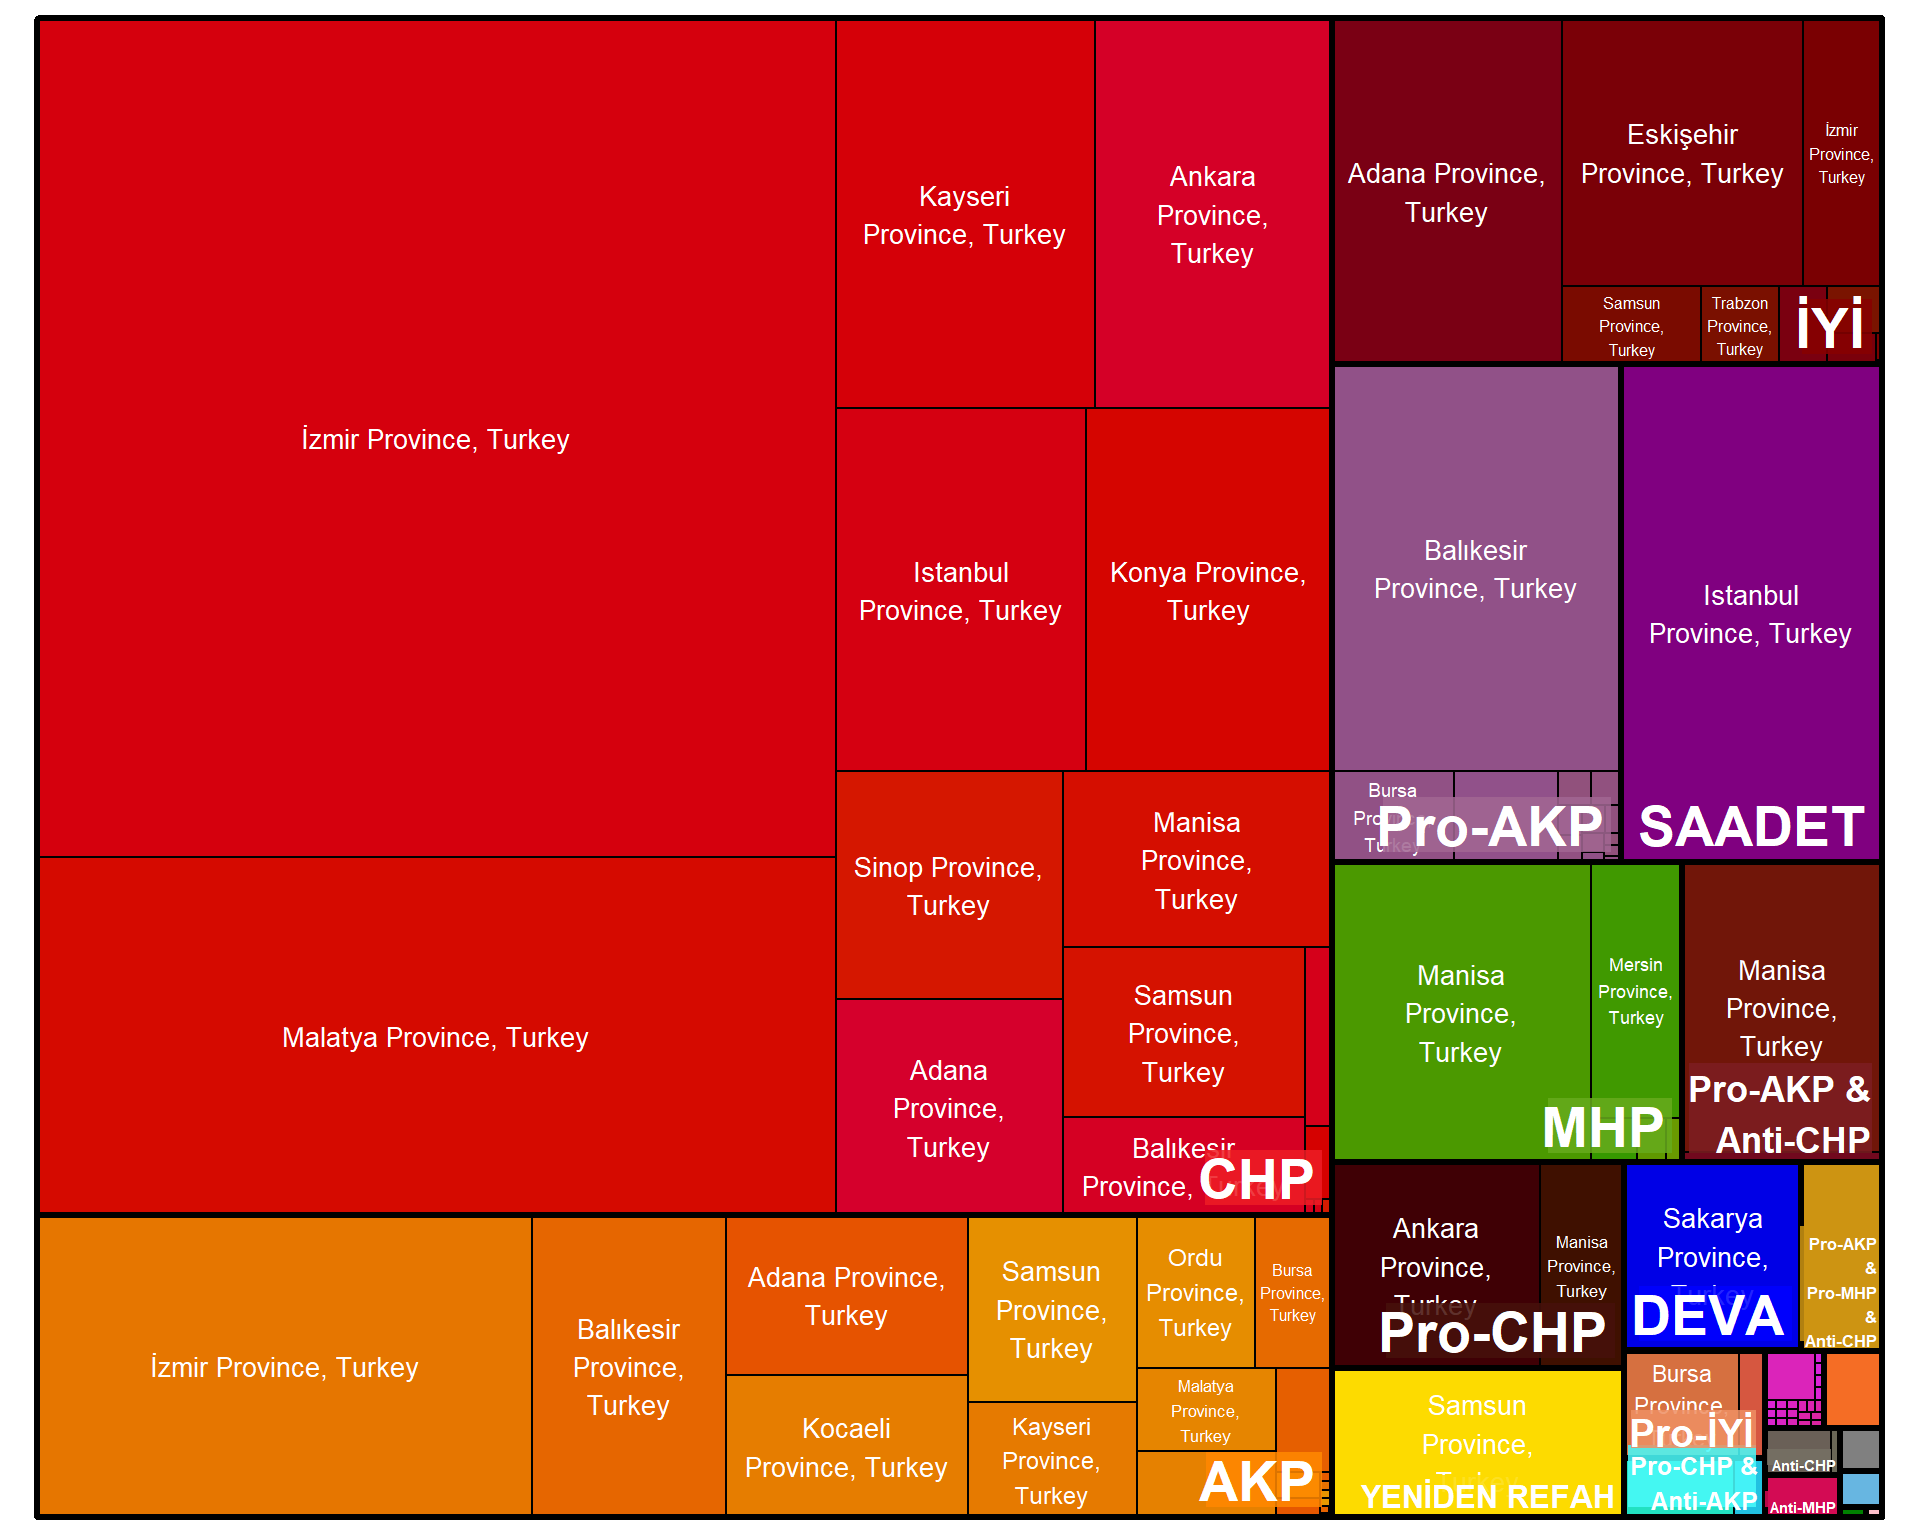 İzmir Province, Turkey
Malatya Province, Turkey
Kayseri
Province, Turkey
Ankara
Province,
Turkey
Istanbul
Province, Turkey
Konya Province,
Turkey
Sinop Province,
Turkey
Manisa
Province,
Turkey
Samsun
Province,
Turkey
Adana
Province,
Turkey
Balıkesir
Province, Turkey
CHP
İzmir Province, Turkey
Balıkesir
Province,
Turkey
Adana Province,
Turkey
Kocaeli
Province, Turkey
Samsun
Province,
Turkey
Kayseri
Province,
Turkey
Ordu
Province,
Turkey
Bursa
Province,
Turkey
Malatya
Province,
Turkey
AKP
Adana Province,
Turkey
Eskişehir
Province, Turkey
İzmir
Province,
Turkey
Samsun
Province,
Turkey
Trabzon
Province,
Turkey
İYİ
Balıkesir
Province, Turkey
Bursa
Province,
Turkey
Pro-AKP
Istanbul
Province, Turkey
SAADET
Manisa
Province,
Turkey
Mersin
Province,
Turkey
MHP
Manisa
Province,
Turkey
Pro-AKP &
Anti-CHP
Ankara
Province,
Turkey
Manisa
Province,
Turkey
Pro-CHP
Sakarya
Province,
Turkey
DEVA
Pro-AKP
&
Pro-MHP
&
Anti-CHP
Samsun
Province,
Turkey
YENİDEN REFAH
Bursa
Province,
Pro-İYİ
Pro-CHP &
Anti-AKP
Anti-CHP
Anti-MHP